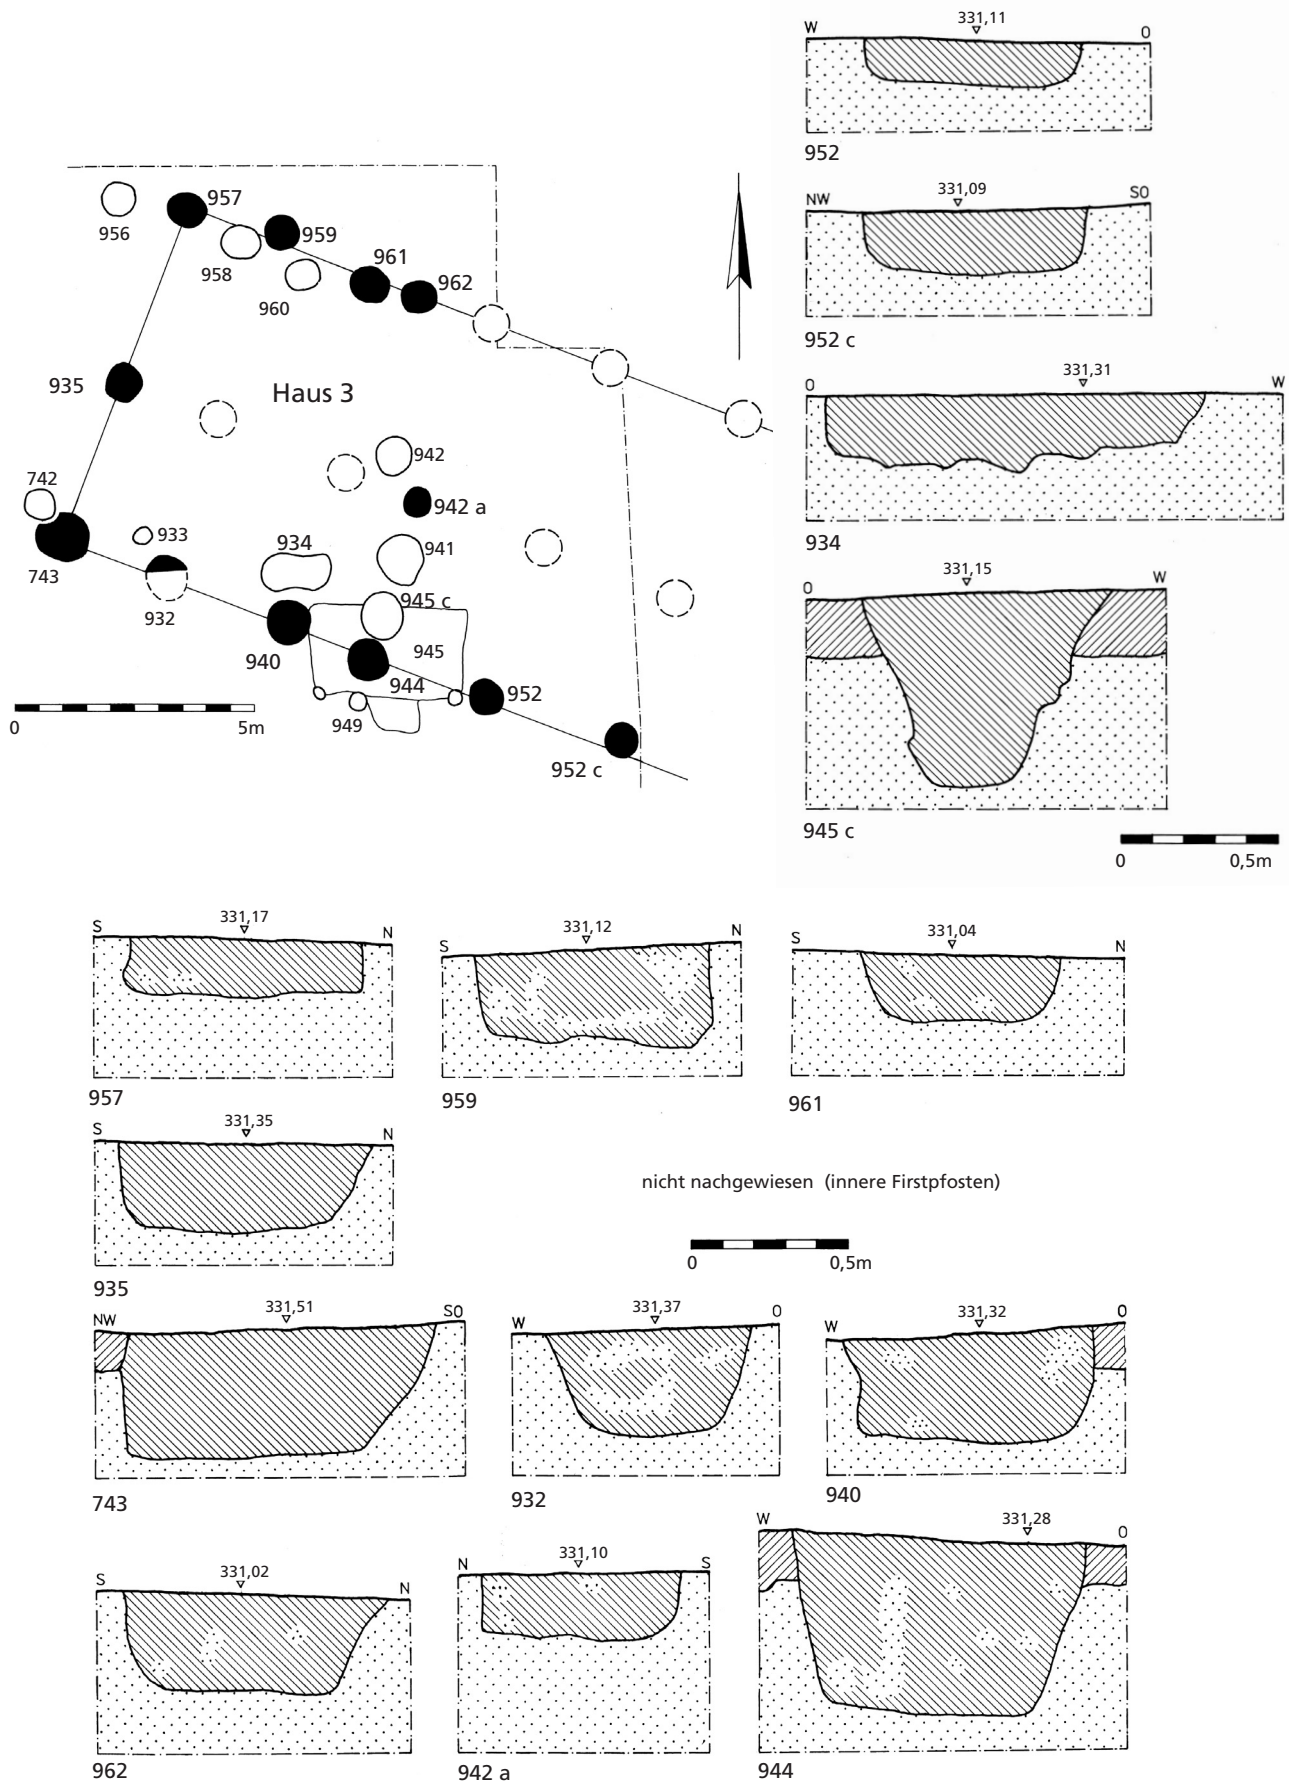 957
956
959
958
961
962
960
935
Haus 3
942
742
942 a
933
934
941
743
932
945 c
940
945
944
952
949
952 c
0 5m
331,11
W O
952
331,09
NW SO
952 c
331,31
O W
934
331,15
O W
945 c
0 0,5m
331,17
S N
957
331,12
S N
959
331,04
S N
961
331,35
S N
935
nicht nachgewiesen (innere Firstpfosten)
0 0,5m
331,51
NW SO
743
331,37
W O
932
331,32
W O
940
331,02
S N
962
331,10
N S
942 a
331,28
W O
944